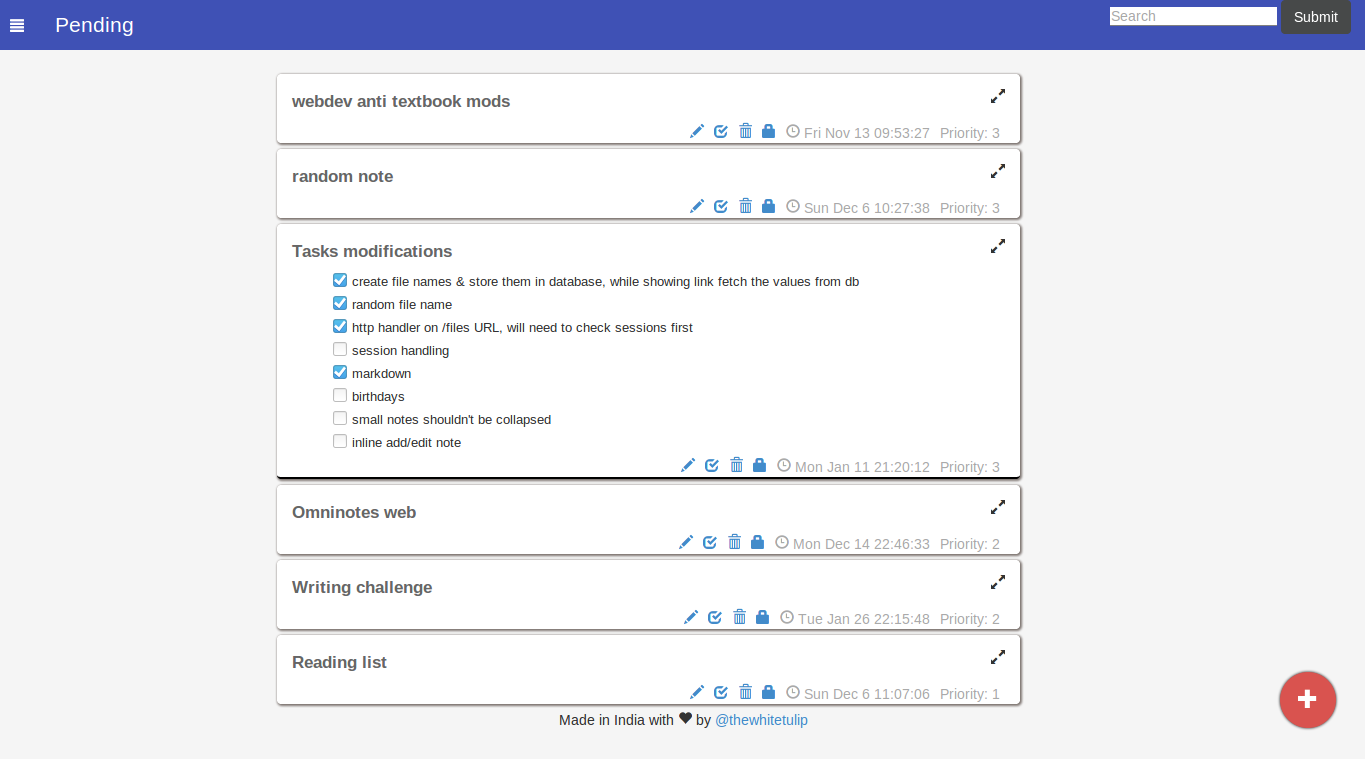 Pending
Search
Submit
webdev anti textbook mods
Fri Nov 13 09:53:27 Priority: 3
random note
Sun Dec 6 10:27:38 Priority: 3
Tasks modifications
create file names & store them in database, while showing link fetch the values from db
random file name
http handler on /files URL, will need to check sessions first
session handling
markdown
birthdays
small notes shouldn't be collapsed
inline add/edit note
Mon Jan 11 21:20:12 Priority: 3
Omninotes web
Mon Dec 14 22:46:33 Priority: 2
Writing challenge
Tue Jan 26 22:15:48 Priority: 2
Reading list
Sun Dec 6 11:07:06 Priority: 1
Made in India with ♥ by @thewhitetulip